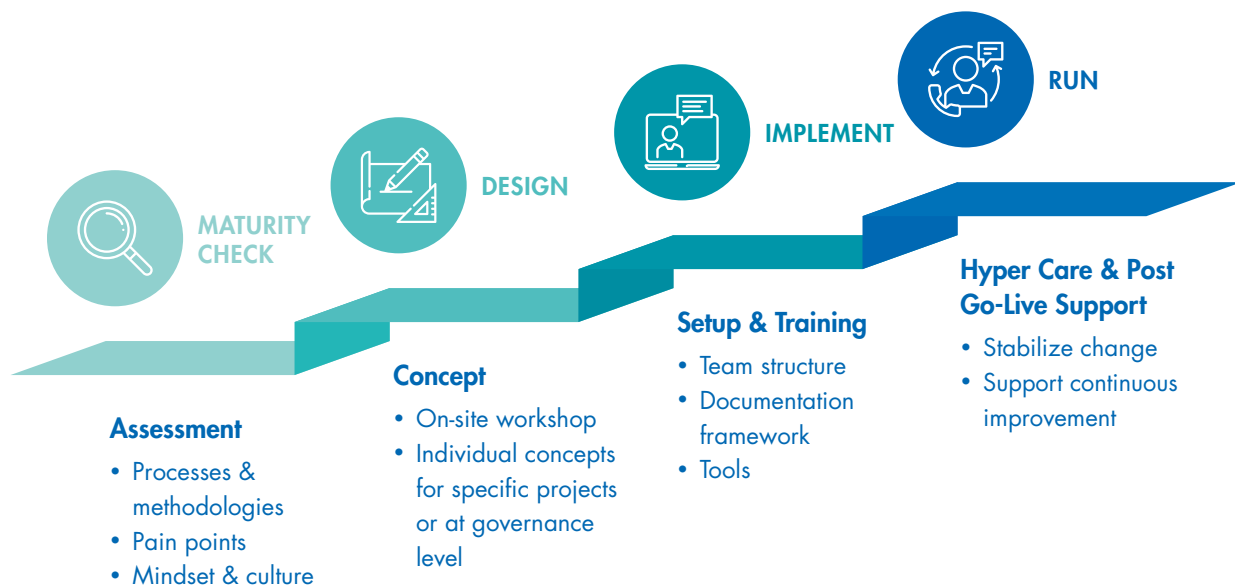 MATURITY
CHECK
Assessment
• Processes &
methodologies
• Pain points
• Mindset & culture
DESIGN
Concept
• On-site workshop
• Individual concepts
for specific projects
or at governance
level
IMPLEMENT
Setup & Training
• Team structure
• Documentation
framework
• Tools
RUN
Hyper Care & Post
Go-Live Support
• Stabilize change
• Support continuous
improvement